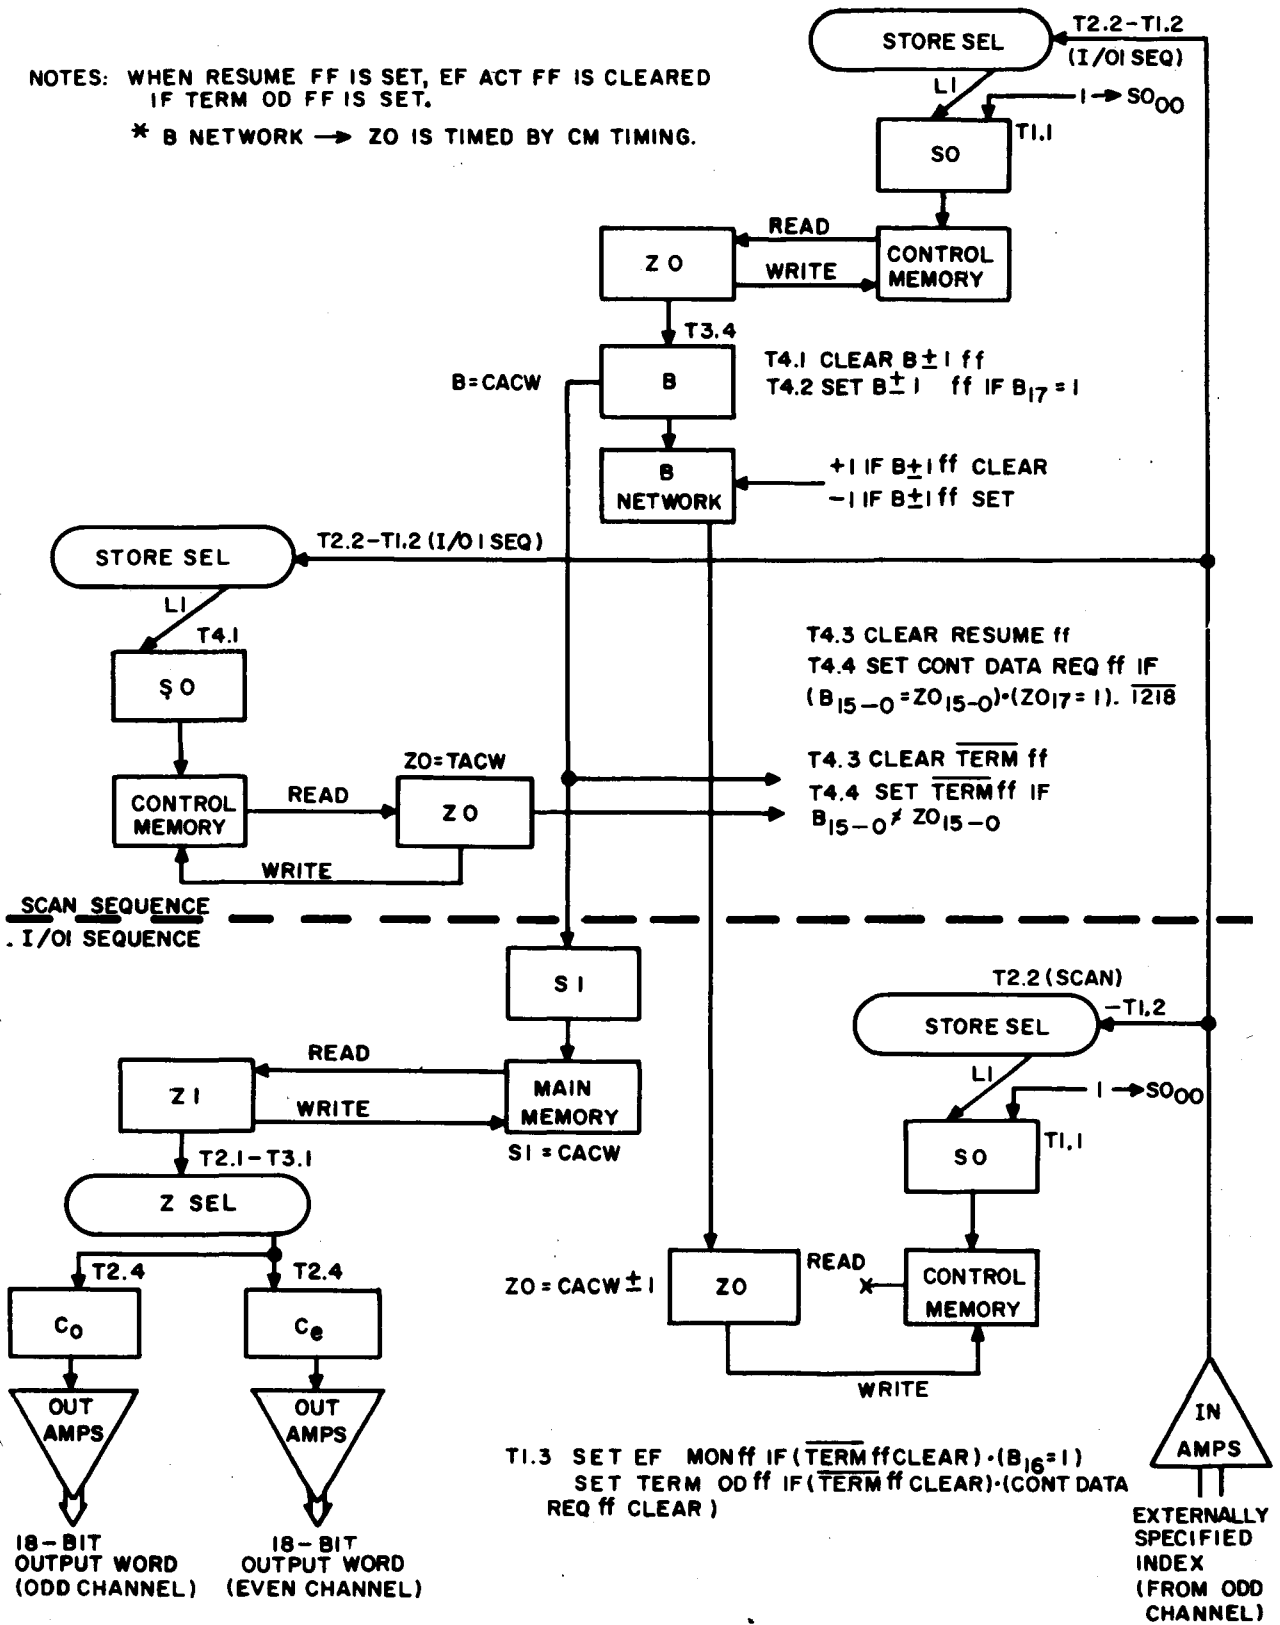 T2.2-T1.2
STORE SEL
(I/OI SEQ)
NOTES: WHEN RESUME FF IS SET, EF ACT FF IS CLEARED
IF TERM OD FF IS SET.
LI
I → SO00
* B NETWORK → ZO IS TIMED BY CM TIMING.
T1.1
SO
READ
ZO
CONTROL
MEMORY
WRITE
T3.4
T4.1 CLEAR B±1 ff
B=CACW
B
T4.2 SET B±1 ff IF B17=1
+1 IF B±1 ff CLEAR
B
NETWORK
-1 IF B±1 ff SET
T2.2-T1.2 (I/OI SEQ)
STORE SEL
LI
T4.1
T4.3 CLEAR RESUME ff
T4.4 SET CONT DATA REQ ff IF
SO
(B15-0=ZO15-0)·(ZO17=1). 1̅2̅1̅8̅
ZO=TACW
T4.3 CLEAR T̅E̅R̅M̅ ff
READ
T4.4 SET T̅E̅R̅M̅ ff IF
CONTROL
MEMORY
ZO
B15-0≠ZO15-0
WRITE
SCAN SEQUENCE
. I/OI SEQUENCE
SI
T2.2 (SCAN)
-T1.2
STORE SEL
READ
LI
ZI
MAIN
MEMORY
I → SO00
WRITE
T1.1
SI=CACW
SO
T2.1-T3.1
Z SEL
READ
T2.4
T2.4
ZO=CACW±1
ZO
CONTROL
MEMORY
Co
Ce
WRITE
OUT
AMPS
OUT
AMPS
IN
AMPS
T1.3 SET EF MON ff IF (T̅E̅R̅M̅ ff CLEAR)·(B16=1)
SET TERM OD ff IF (T̅E̅R̅M̅ ff CLEAR)·(CONT DATA
REQ ff CLEAR)
18-BIT
OUTPUT WORD
(ODD CHANNEL)
18-BIT
OUTPUT WORD
(EVEN CHANNEL)
EXTERNALLY
SPECIFIED
INDEX
(FROM ODD
CHANNEL)